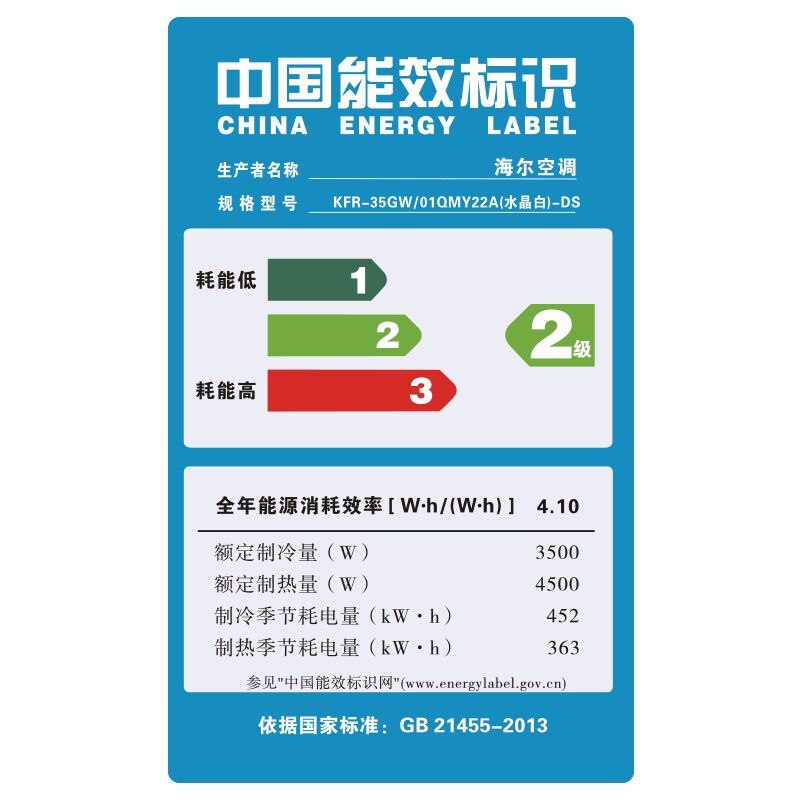 中国能效标识
CHINA ENERGY LABEL
生产者名称 海尔空调
规格型号 KFR-35GW/01QMY22A(水晶白)-DS
耗能低 1
2
2级
耗能高 3
全年能源消耗效率[W·h/(W·h)] 4.10
额定制冷量(W) 3500
额定制热量(W) 4500
制冷季节耗电量(kW·h) 452
制热季节耗电量(kW·h) 363
参见"中国能效标识网"(www.energylabel.gov.cn)
依据国家标准：GB 21455-2013